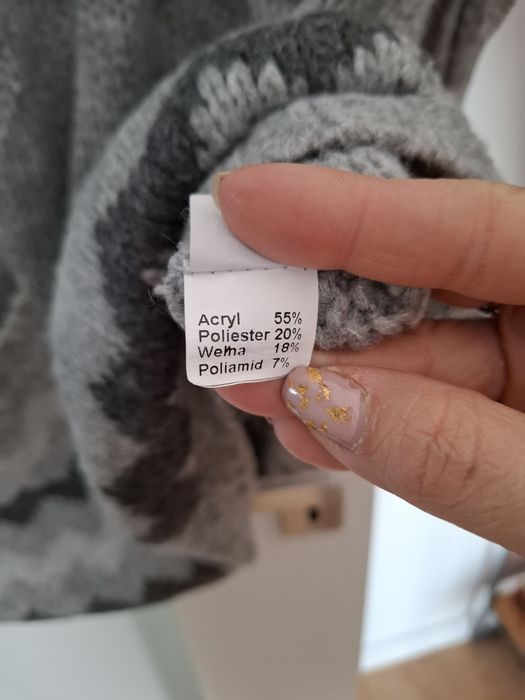 Acryl 55%
Poliester 20%
Wełna 18%
Poliamid 7%